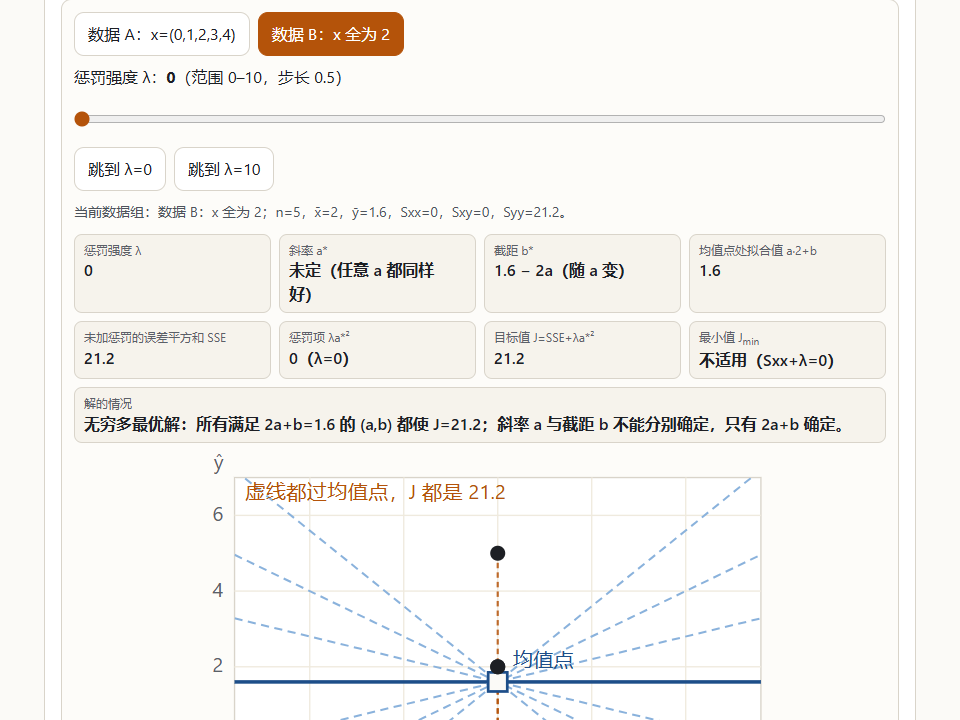 数据 A：x=(0,1,2,3,4)
数据 B：x 全为 2
惩罚强度 λ：0（范围 0–10，步长 0.5）
跳到 λ=0
跳到 λ=10
当前数据组：数据 B：x 全为 2；n=5，x̄=2，ȳ=1.6，Sxx=0，Sxy=0，Syy=21.2。
惩罚强度 λ
0
斜率 a*
未定（任意 a 都同样
好）
截距 b*
1.6 − 2a（随 a 变）
均值点处拟合值 a·2+b
1.6
未加惩罚的误差平方和 SSE
21.2
惩罚项 λa*²
0（λ=0）
目标值 J=SSE+λa*²
21.2
最小值 Jmin
不适用（Sxx+λ=0）
解的情况
无穷多最优解：所有满足 2a+b=1.6 的 (a,b) 都使 J=21.2；斜率 a 与截距 b 不能分别确定，只有 2a+b 确定。
ŷ
虚线都过均值点，J 都是 21.2
6
4
均值点
2